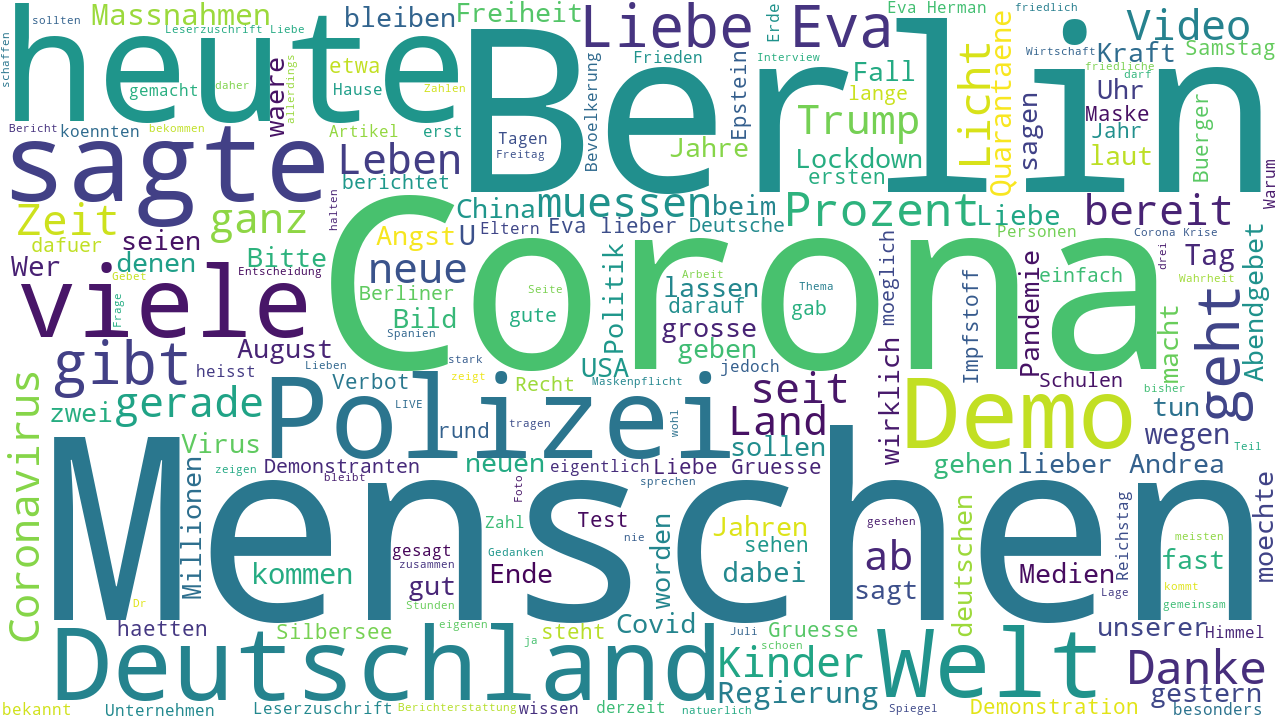 sollten
Massnahmen
bleiben
Freiheit
Liebe
Eva
Eva Herman
friedlich
Leserzuschrift Liebe
Erde
Video
schaffen
heute
waere
etwa
Frieden
Interview
Wirtschaft
Kraft
Samstag
Berlin
gemacht
daher
allerdings
Hause
Zahlen
Bevoelkerung
Epstein
Fall
lange
Licht
Quarantaene
friedliche
darf
Uhr
Maske
Bericht
koennten
bekommen
Artikel
erst
Tagen
Freitag
Jahre
Trump
sagen
Jahr
laut
Buerger
Warum
sagte
Leben
Lockdown
berichtet
ersten
Zeit
ganz
halten
China
muessen
beim
Prozent
Liebe
bereit
dafuer
seien
Angst
U
Eltern
Eva lieber
Deutsche
Personen
Corona Krise
Wer
denen
Bitte
Entscheidung
neue
Corona
Politik
lassen
Arbeit
Thema
moeglich
einfach
drei
Tag
Wahrheit
Abendgebet
viele
Gebet
Frage
Berliner
Seite
Bild
gute
darauf
gab
Impfstoff
Pandemie
geht
Spanien
grosse
macht
gibt
August
Lieben
stark
geben
heisst
Verbot
zeigt
Recht
USA
Maskenpflicht
jedoch
seit
wirklich
Schulen
bisher
Coronavirus
zwei
gerade
LIVE
Polizei
Land
Demo
tun
Virus
rund
tragen
wohl
sollen
wegen
Teil
zeigen
Demonstranten
bleibt
neuen
eigentlich
Liebe Gruesse
sprechen
gehen
lieber
Andrea
moechte
Millionen
Menschen
Foto
Zahl
Test
nie
Jahren
gesehen
deutschen
Reichstag
meisten
gesagt
zusammen
Gedanken
worden
sehen
ab
fast
kommen
gut
Ende
dabei
sagt
Medien
Lage
kommt
Dr
Stunden
gemeinsam
haetten
Silbersee
eigenen
steht
Covid
Juli
Gruesse
unserer
Himmel
ja
schoen
Deutschland
Kinder
Welt
Danke
Regierung
gestern
bekannt
Unternehmen
Leserzuschrift
Berichterstattung
wissen
derzeit
natuerlich
Spiegel
Demonstration
besonders